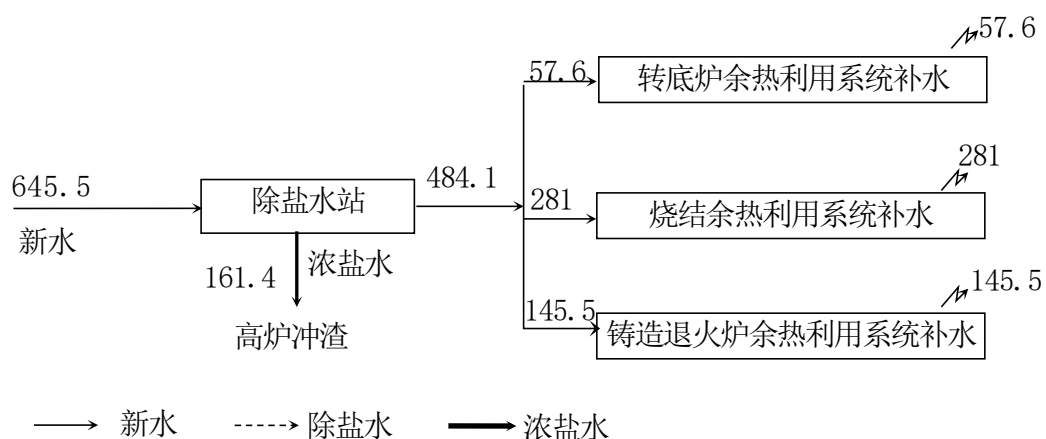 57.6
57.6
转底炉余热利用系统补水
281
645.5
除盐水站
484.1
281
烧结余热利用系统补水
新水
浓盐水
161.4
145.5
145.5
高炉冲渣
铸造退火炉余热利用系统补水
新水
除盐水
浓盐水